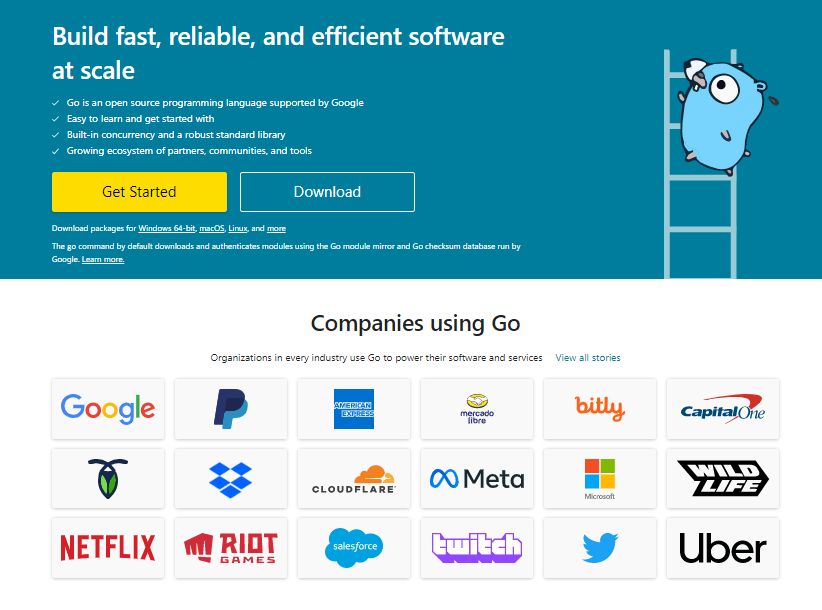 Build fast, reliable, and efficient software
at scale
Go is an open source programming language supported by Google
Easy to learn and get started with
Built-in concurrency and a robust standard library
Growing ecosystem of partners, communities, and tools
Get Started Download
Download packages for Windows 64-bit, macOS, Linux, and more
The go command by default downloads and authenticates modules using the Go module mirror and Go checksum database run by
Google. Learn more.
Companies using Go
Organizations in every industry use Go to power their software and services View all stories
Google
AMERICAN
EXPRESS
mercado
libre
bitly
Capital One
CLOUDFLARE
Meta
Microsoft
WILD
LIFE
NETFLIX
RIOT
GAMES
salesforce
twitch
Uber